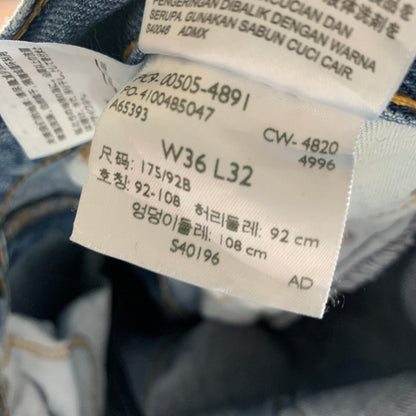 PENGERINGAN DIBALIK DENGAN WARNA
SERUPA. GUNAKAN SABUN CUCI CAIR.
SA0046 ADMX
PC9-00505-4891
PO.4100485047
A65393
CW-4820
4996
W36 L32
尺码: 175/92B
호칭: 92-108
허리둘레: 92 cm
엉덩이둘레: 108 cm
S40196
AD